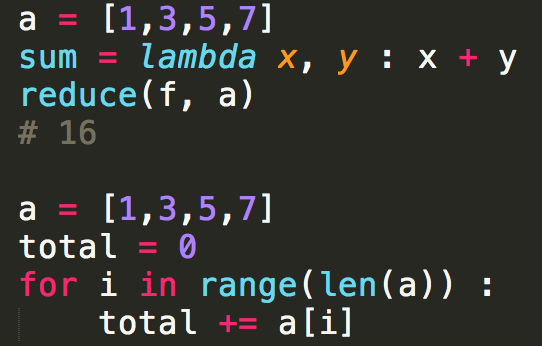 a = [1,3,5,7]
sum = lambda x, y : x + y
reduce(f, a)
# 16
a = [1,3,5,7]
total = 0
for i in range(len(a)) :
    total += a[i]